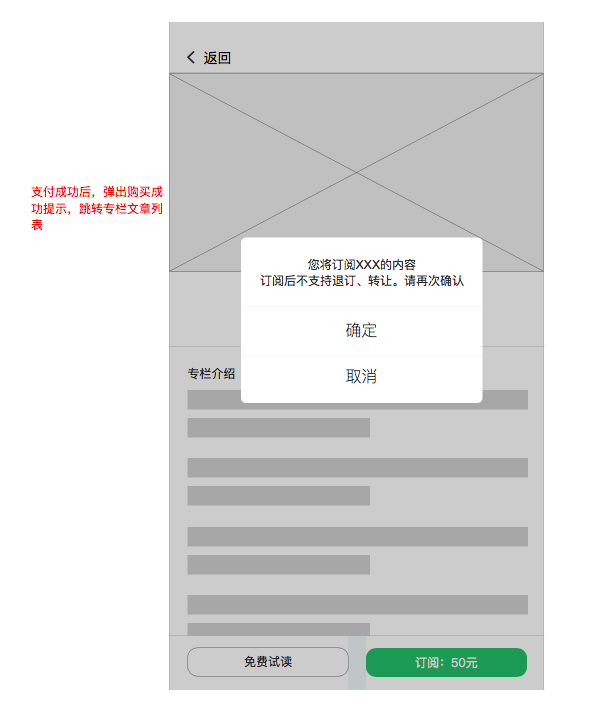 返回
支付成功后，弹出购买成
功提示，跳转专栏文章列
表
您将订阅XXX的内容
订阅后不支持退订、转让。请再次确认
确定
取消
专栏介绍
免费试读
订阅：50元